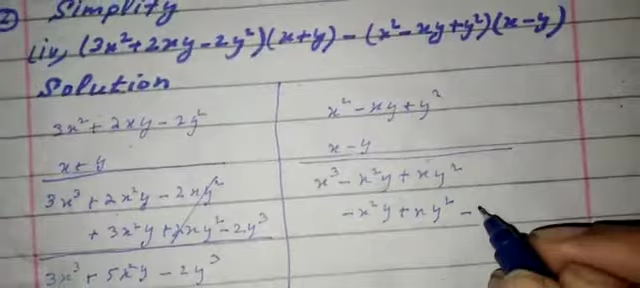 ② Simplify
(iv) (3x²+2xy-2y²)(x+y) - (x²-xy+y²)(x-y)
Solution
3x²+2xy-2y²
x+y
3x³+2x²y-2xy²
+3x²y+2xy²-2y³
3x³+5x²y-2y³
x²-xy+y²
x-y
x³-x²y+xy²
-x²y+xy²-